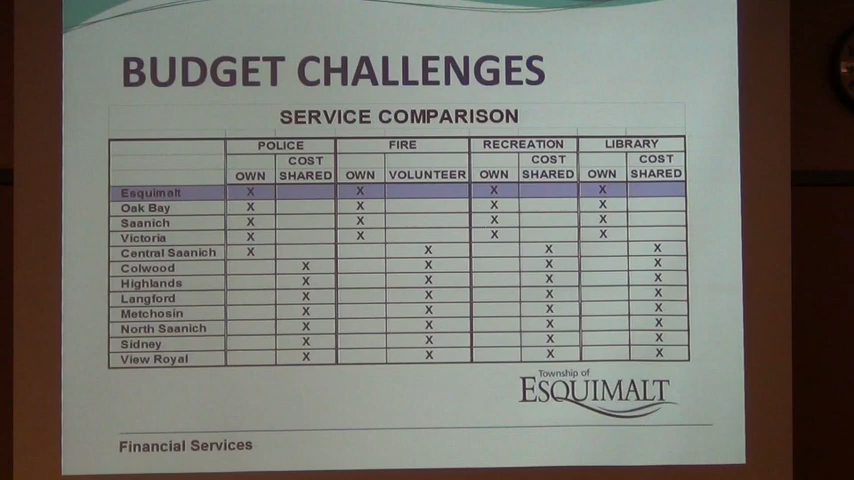 BUDGET CHALLENGES
SERVICE COMPARISON
POLICE FIRE RECREATION LIBRARY
OWN COST SHARED OWN VOLUNTEER OWN COST SHARED OWN COST SHARED
Esquimalt X X X X
Oak Bay X X X X
Saanich X X X X
Victoria X X X X
Central Saanich X X X X
Colwood X X X X
Highlands X X X X
Langford X X X X
Metchosin X X X X
North Saanich X X X X
Sidney X X X X
View Royal X X X X
Township of
ESQUIMALT
Financial Services